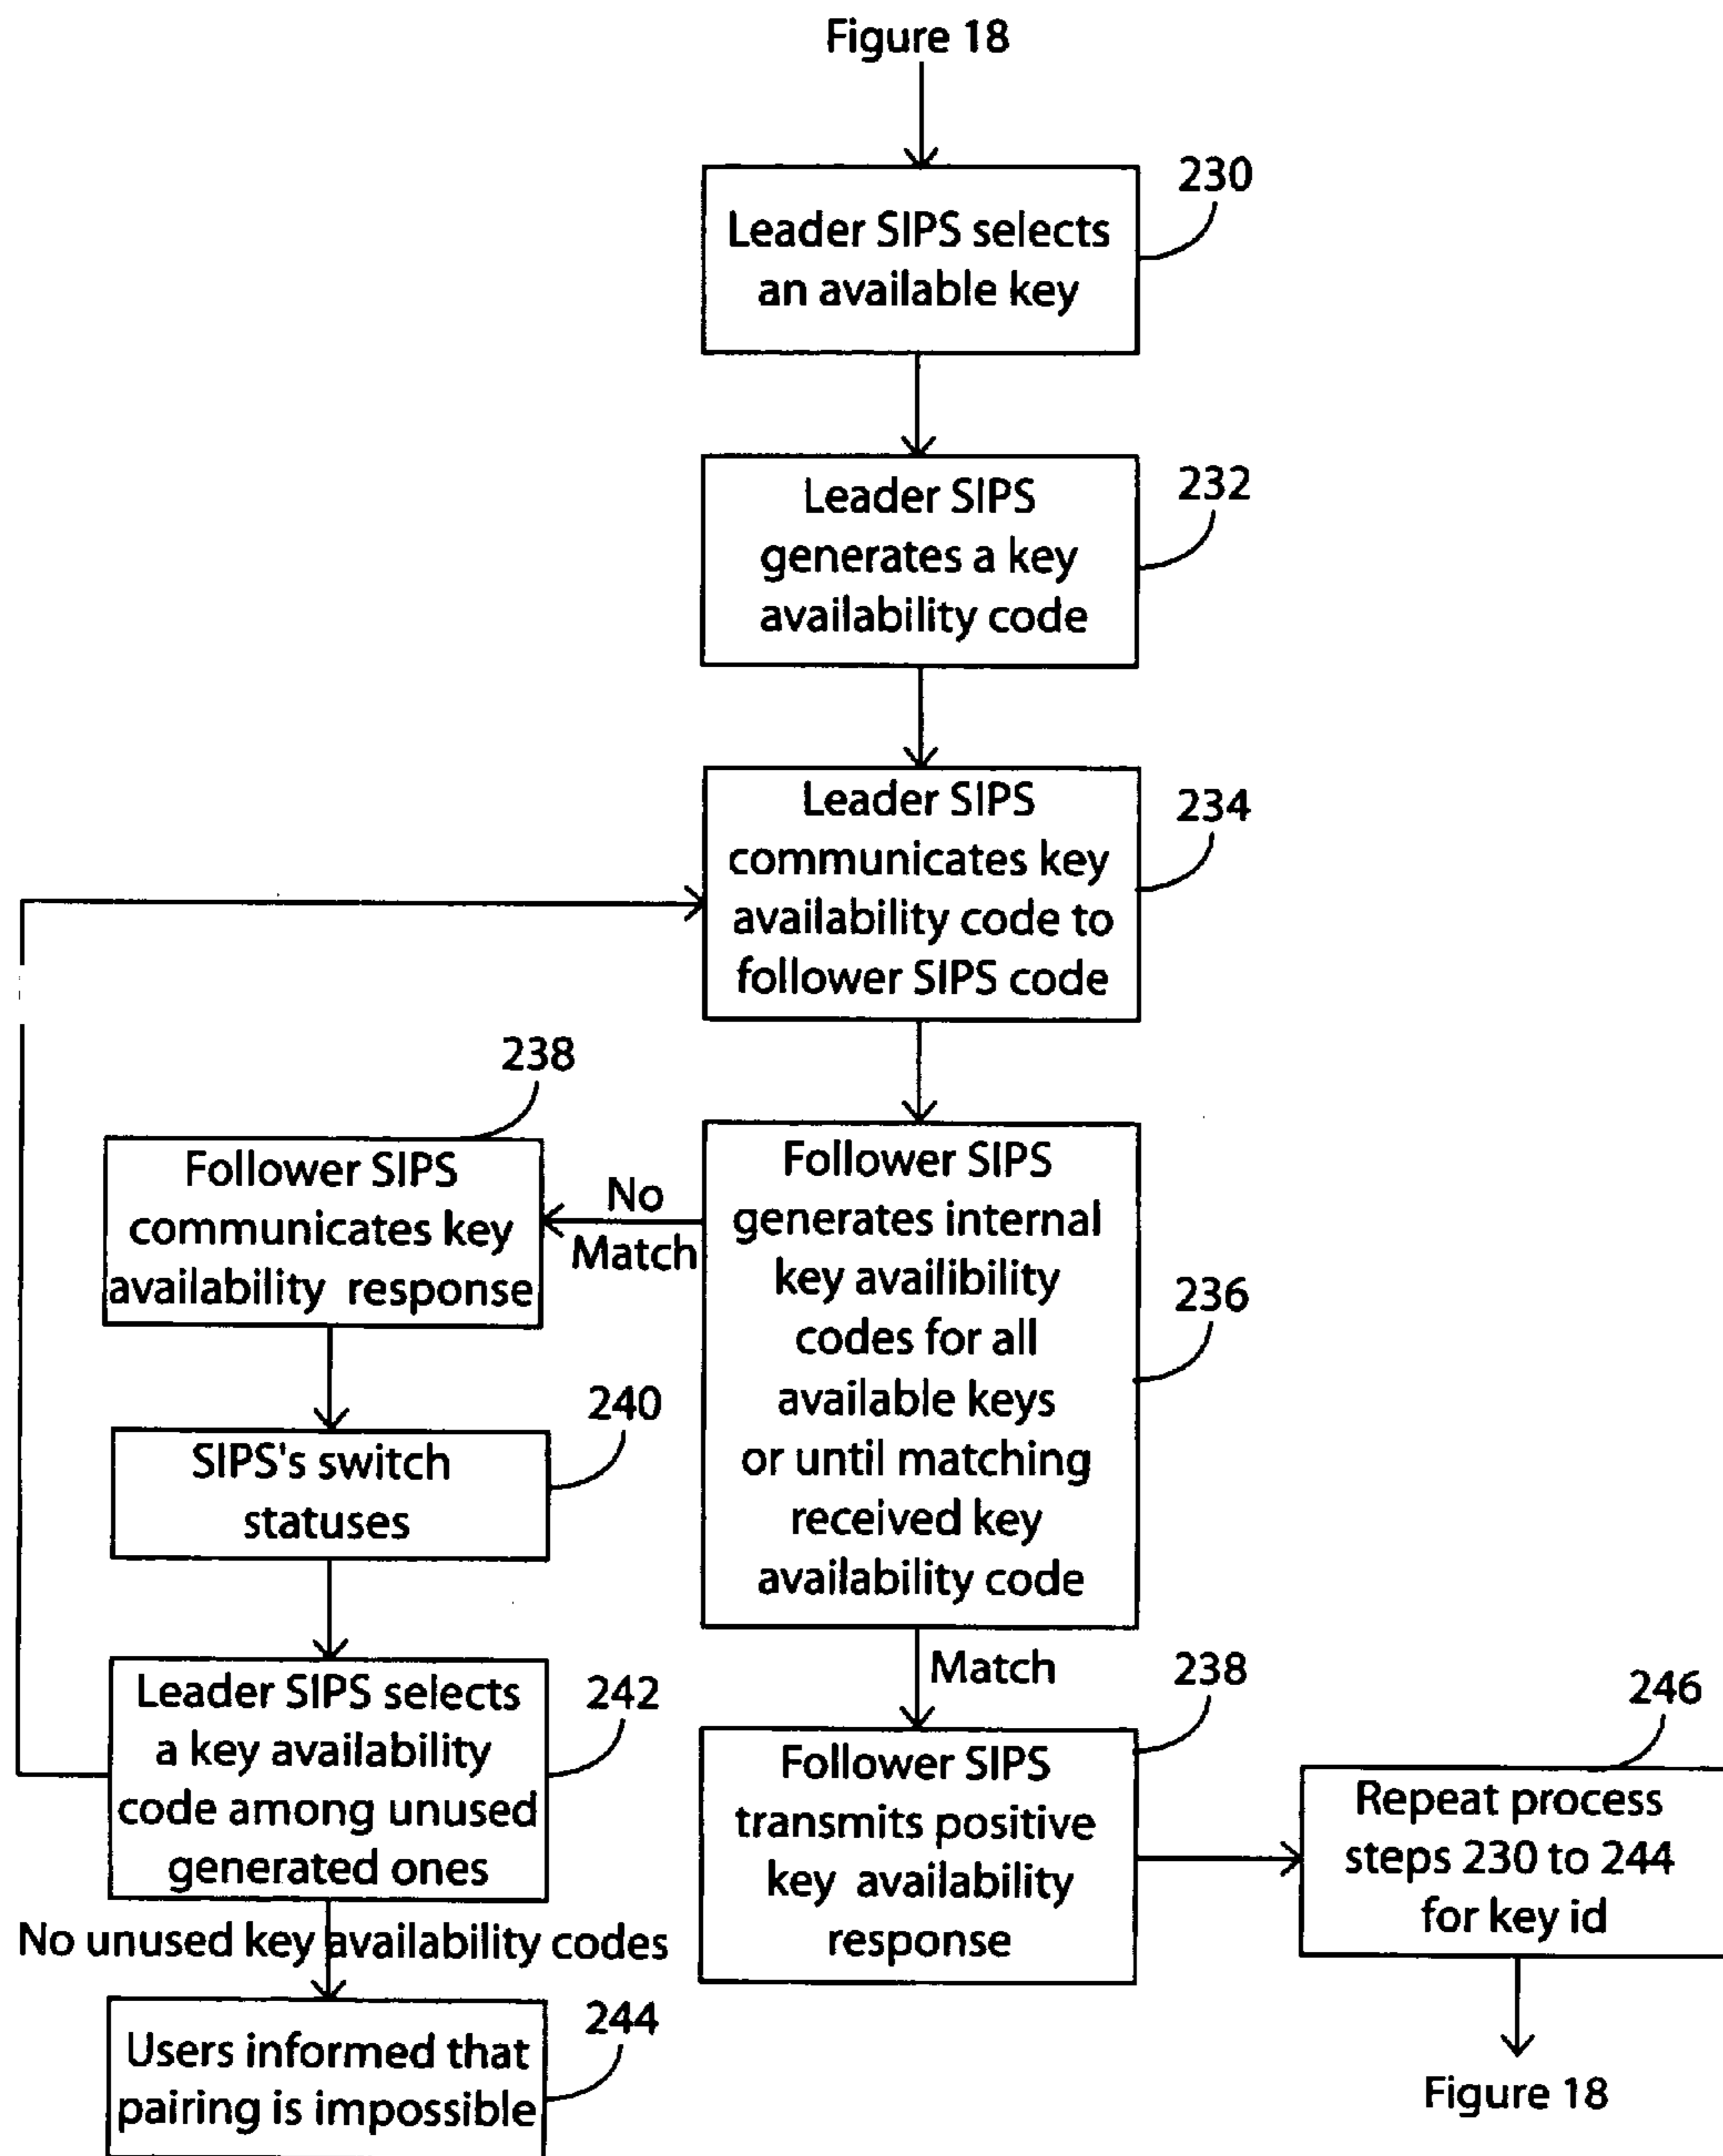 Figure 18
230
Leader SIPS selects
an available key
232
Leader SIPS
generates a key
availability code
234
Leader SIPS
communicates key
availability code to
follower SIPS code
238
Follower SIPS
communicates key
availability response
No
Match
Follower SIPS
generates internal
key availibility
codes for all
available keys
or until matching
received key
availability code
236
240
SIPS's switch
statuses
Match
242
Leader SIPS selects
a key availability
code among unused
generated ones
238
Follower SIPS
transmits positive
key availability
response
246
Repeat process
steps 230 to 244
for key id
No unused key availability codes
244
Users informed that
pairing is impossible
Figure 18